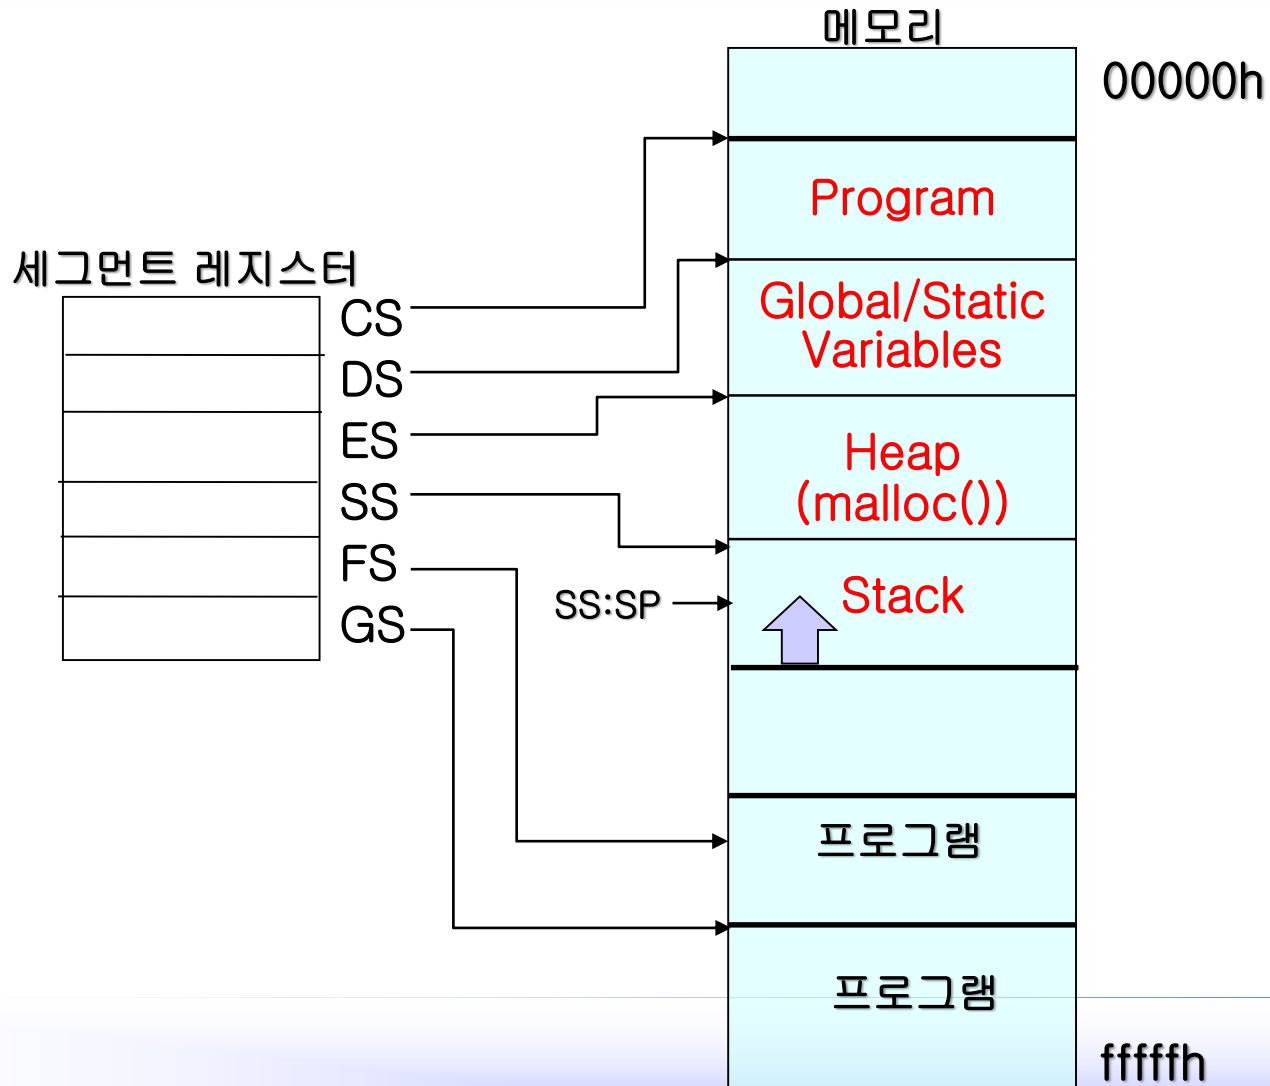 메모리
00000h
Program
세그먼트 레지스터
CS
Global/Static
Variables
DS
ES
Heap
(malloc())
SS
FS
SS:SP
Stack
GS
프로그램
프로그램
fffffh